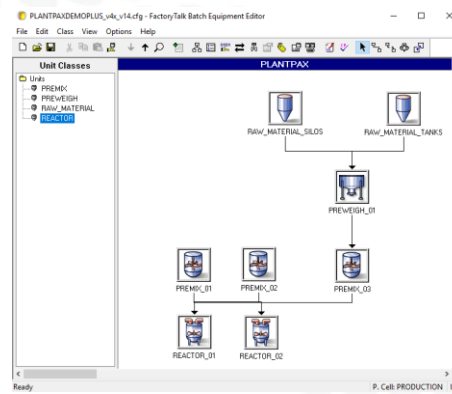 PLANTPAXDEMOPLUS_v4x_v14.cfg - FactoryTalk Batch Equipment Editor
File Edit Class View Options Help
Unit Classes
PLANTPAX
Units
PREMIX
PREWEIGH
RAW_MATERIAL
REACTOR
RAW_MATERIAL_SILOS
RAW_MATERIAL_TANKS
PREWEIGH_01
PREMIX_01
PREMIX_02
PREMIX_03
REACTOR_01
REACTOR_02
Ready
P. Cell: PRODUCTION